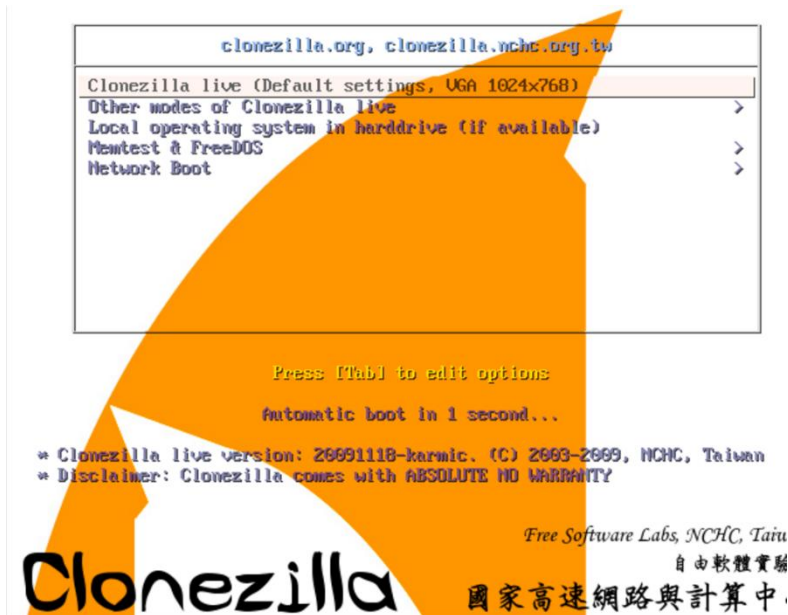 clonezilla.org, clonezilla.nchc.org.tw
Clonezilla live (Default settings, VGA 1024x768)
Other modes of Clonezilla live >
Local operating system in harddrive (if available)
Memtest & FreeDOS >
Network Boot >
Press [Tab] to edit options
Automatic boot in 1 second...
* Clonezilla live version: 20091118-karmic. (C) 2003-2009, NCHC, Taiwan
* Disclaimer: Clonezilla comes with ABSOLUTE NO WARRANTY
Free Software Labs, NCHC, Taiw
自由軟體實驗
Clonezilla
國家高速網路與計算中